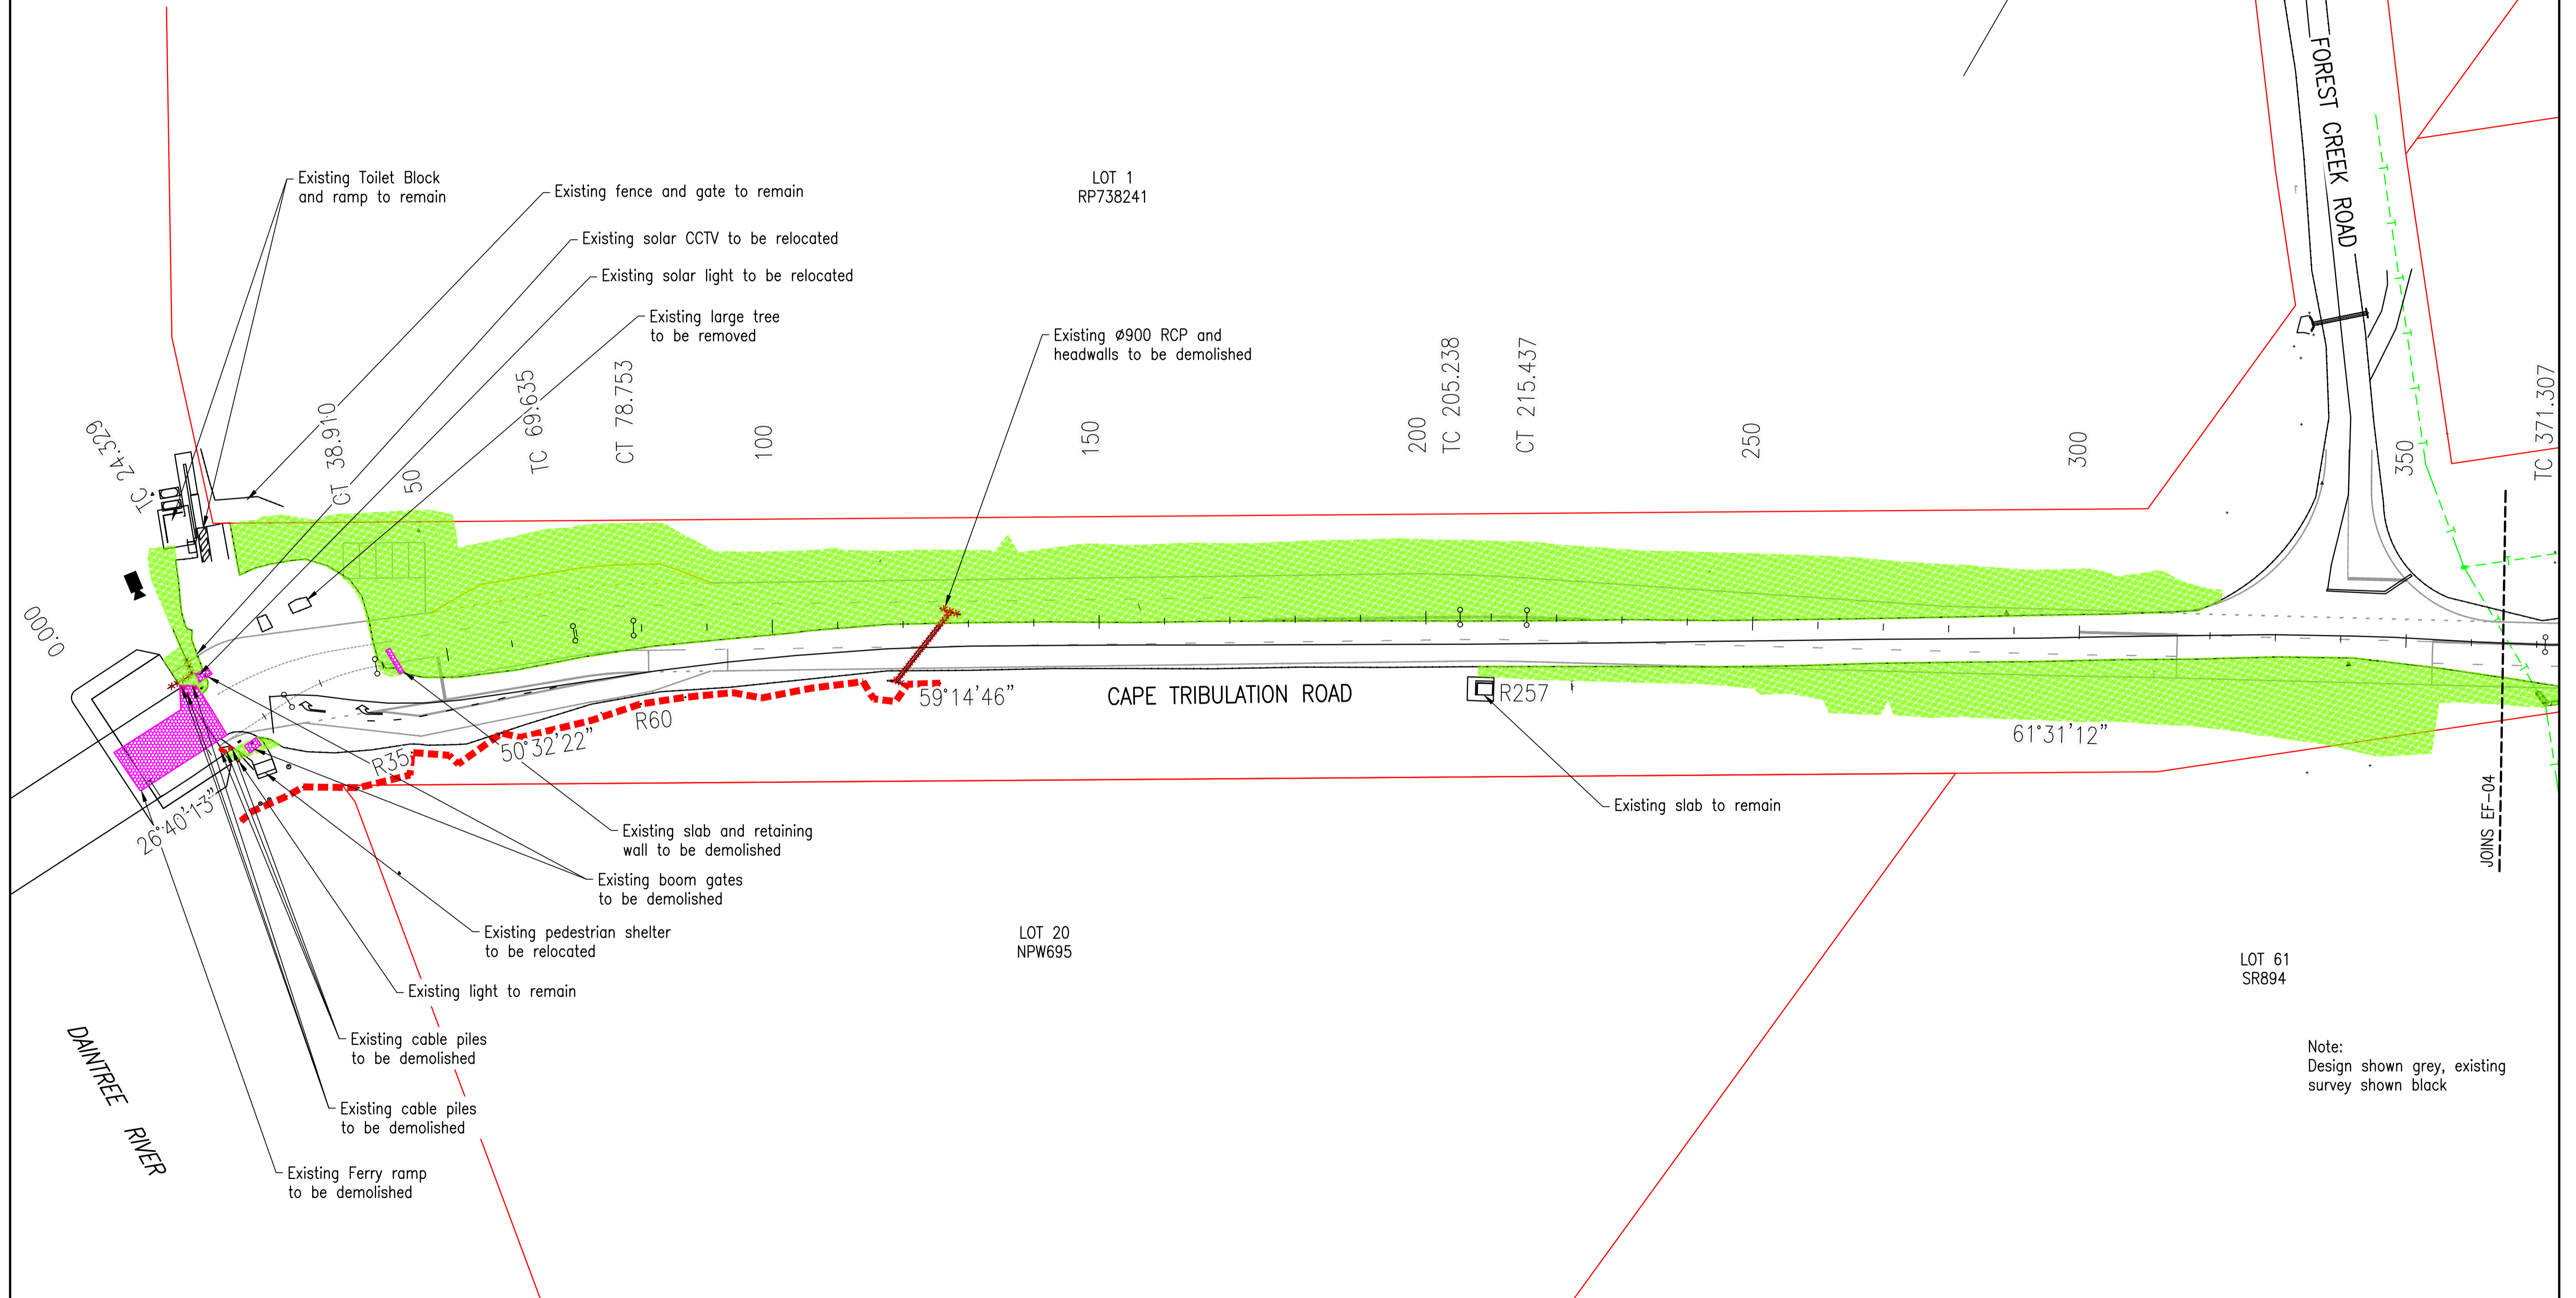 FOREST CREEK ROAD
Existing Toilet Block
and ramp to remain
Existing fence and gate to remain
LOT 1
RP738241
Existing solar CCTV to be relocated
Existing solar light to be relocated
Existing large tree
to be removed
Existing Ø900 RCP and
headwalls to be demolished
0.000
TC 24.329
CT 38.910
50
TC 69.635
CT 78.753
100
150
200
TC 205.238
CT 215.437
250
300
350
TC 371.307
26°40'13"
R35
50°32'22"
R60
59°14'46"
CAPE TRIBULATION ROAD
R257
61°31'12"
JOINS EF-04
Existing slab to remain
Existing slab and retaining
wall to be demolished
Existing boom gates
to be demolished
Existing pedestrian shelter
to be relocated
LOT 20
NPW695
LOT 61
SR894
Existing light to remain
Existing cable piles
to be demolished
Existing cable piles
to be demolished
Existing Ferry ramp
to be demolished
DAINTREE RIVER
Note:
Design shown grey, existing
survey shown black